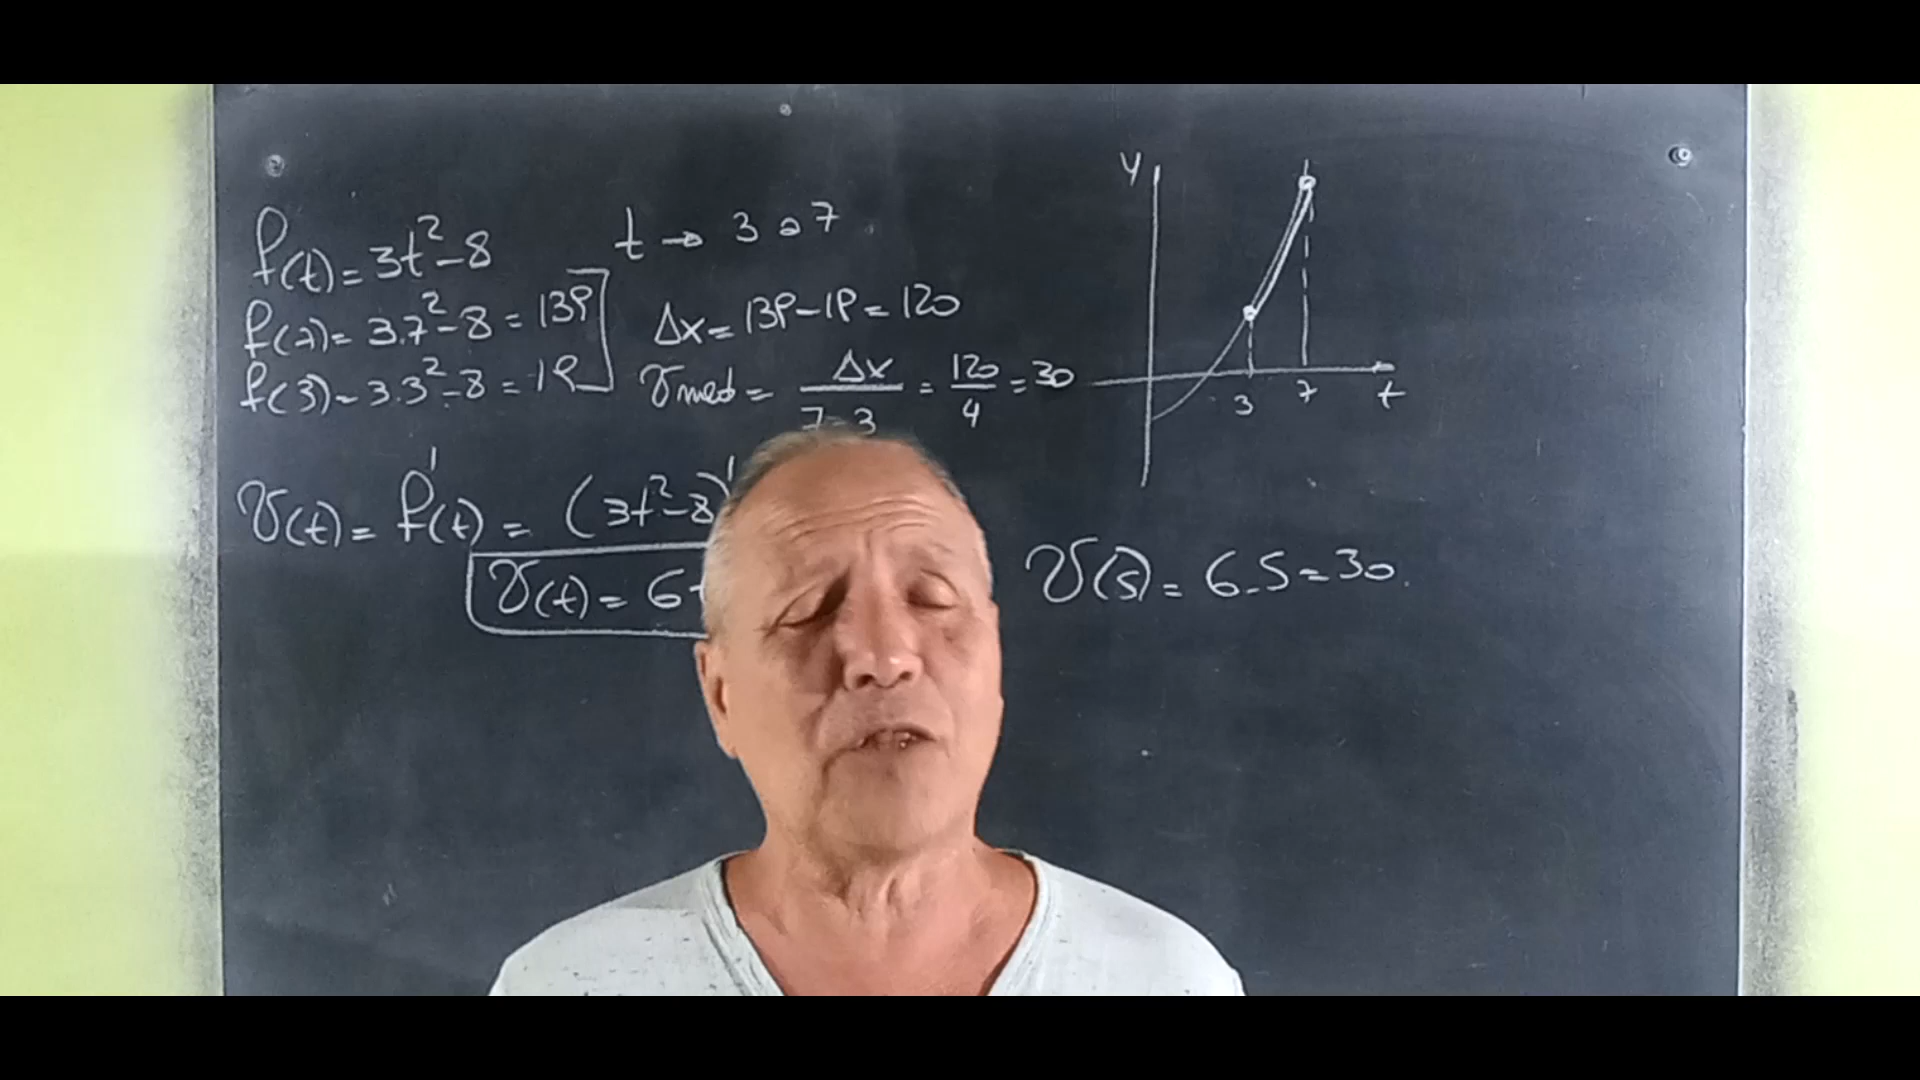 f(t) = 3t² - 8    t → 3 a 7
f(7) = 3.7² - 8 = 139
f(3) = 3.3² - 8 = 19
Δx = 139 - 19 = 120
Vmed = Δx / 7 - 3 = 120 / 4 = 30
V(t) = f'(t) = (3t² - 8)'
V(t) = 6t
V(5) = 6.5 = 30.
y
3
7
t